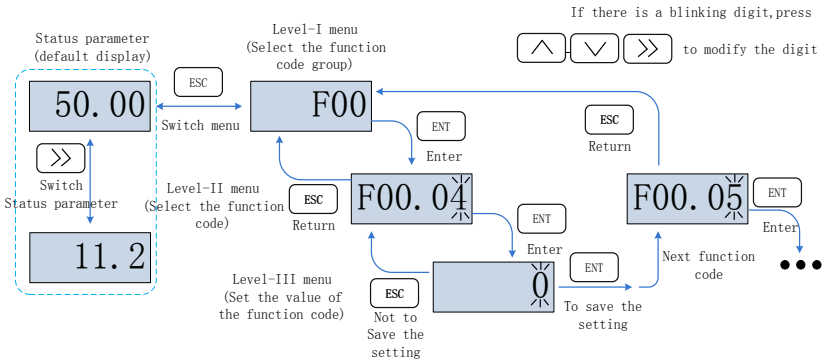 If there is a blinking digit,press
to modify the digit
Status parameter
(default display)
50.00
Switch
Status parameter
11.2
ESC
Switch menu
Level-I menu
(Select the function
code group)
F00
ENT
Enter
Level-II menu
(Select the function
code)
ESC
Return
F00.04
ENT
Enter
Level-III menu
(Set the value of
the function code)
ESC
Not to
Save the
setting
0
ENT
To save the
setting
ESC
Return
F00.05
Next function
code
ENT
Enter